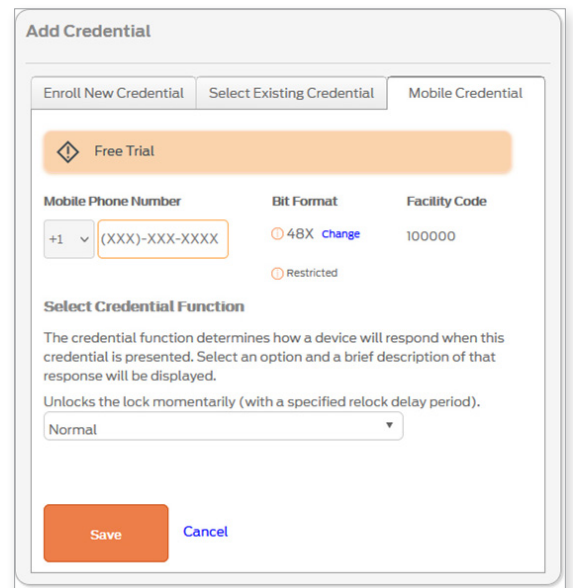 Add Credential
Enroll New Credential Select Existing Credential Mobile Credential
Free Trial
Mobile Phone Number Bit Format Facility Code
+1 (XXX)-XXX-XXXX 48X Change 100000
Restricted
Select Credential Function
The credential function determines how a device will respond when this
credential is presented. Select an option and a brief description of that
response will be displayed.
Unlocks the lock momentarily (with a specified relock delay period).
Normal
Save Cancel